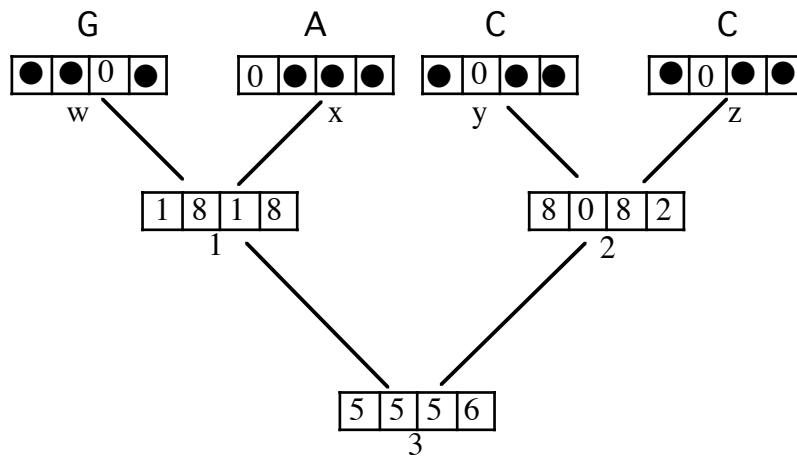 G A C C
● ● 0 ● 0 ● ● ● ● 0 ● ● ● 0 ● ●
w x y z
1 8 1 8 8 0 8 2
1 2
5 5 5 6
3